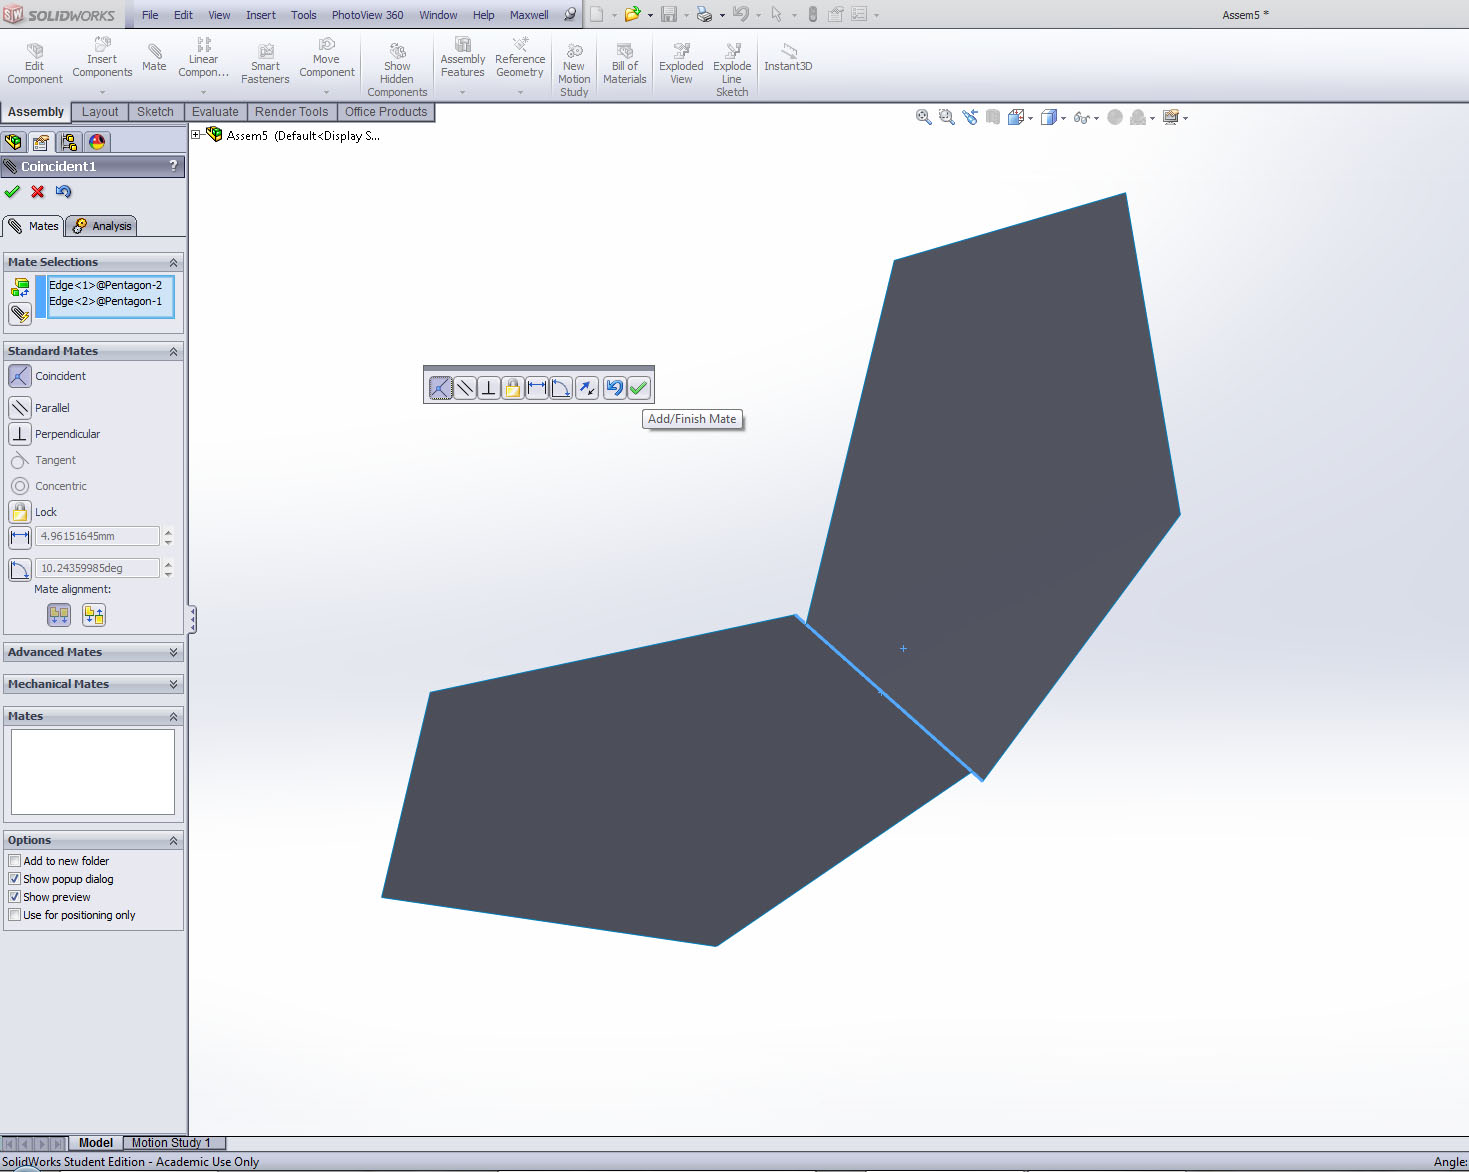 SW SOLIDWORKS File Edit View Insert Tools PhotoView 360 Window Help Maxwell Assem5 *
Edit Component
Insert Components
Mate
Linear Compon...
Smart Fasteners
Move Component
Show Hidden Components
Assembly Features
Reference Geometry
New Motion Study
Bill of Materials
Exploded View
Explode Line Sketch
Instant3D
Assembly Layout Sketch Evaluate Render Tools Office Products
Assem5 (Default<Display S...
Coincident1 ?
Mates Analysis
Mate Selections
Edge<1>@Pentagon-2
Edge<2>@Pentagon-1
Standard Mates
Coincident
Parallel
Perpendicular
Tangent
Concentric
Lock
4.96151645mm
10.24359985deg
Mate alignment:
Advanced Mates
Mechanical Mates
Mates
Options
Add to new folder
Show popup dialog
Show preview
Use for positioning only
Add/Finish Mate
Model Motion Study 1
SolidWorks Student Edition - Academic Use Only Angle: